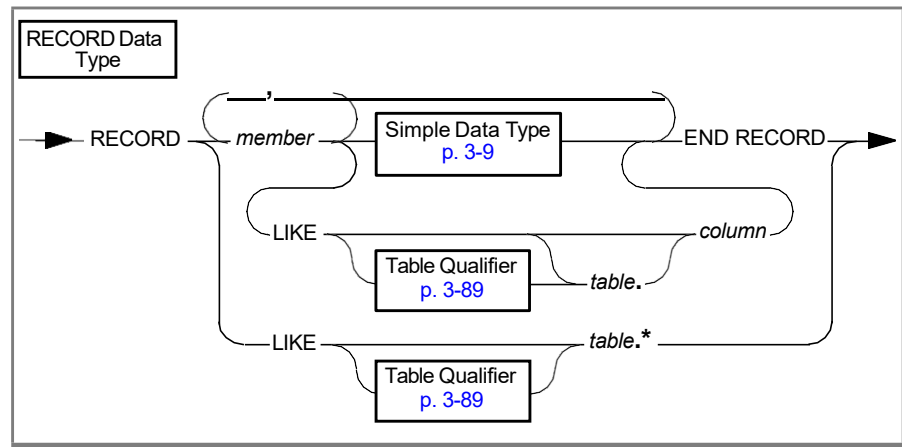 RECORD Data
Type
,
RECORD member Simple Data Type END RECORD
p. 3-9
LIKE column
Table Qualifier
p. 3-89 table.
LIKE table.*
Table Qualifier
p. 3-89